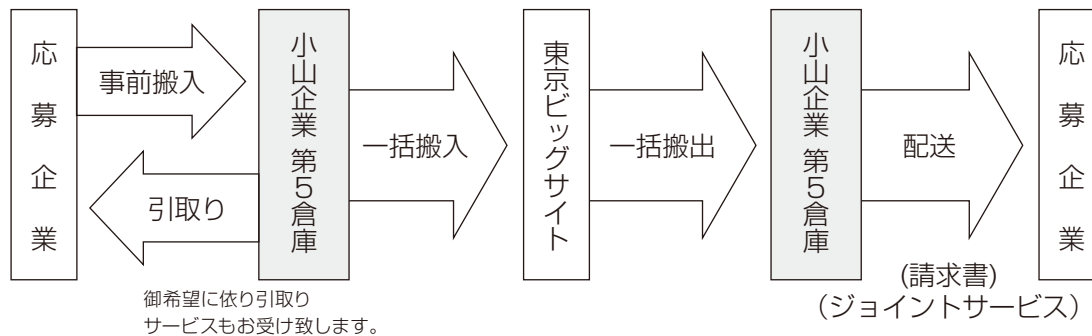 応募企業
事前搬入
引取り
小山企業 第5倉庫
一括搬入
東京ビッグサイト
一括搬出
小山企業 第5倉庫
配送
応募企業
御希望に依り引取り
サービスもお受け致します。
(請求書)
（ジョイントサービス）